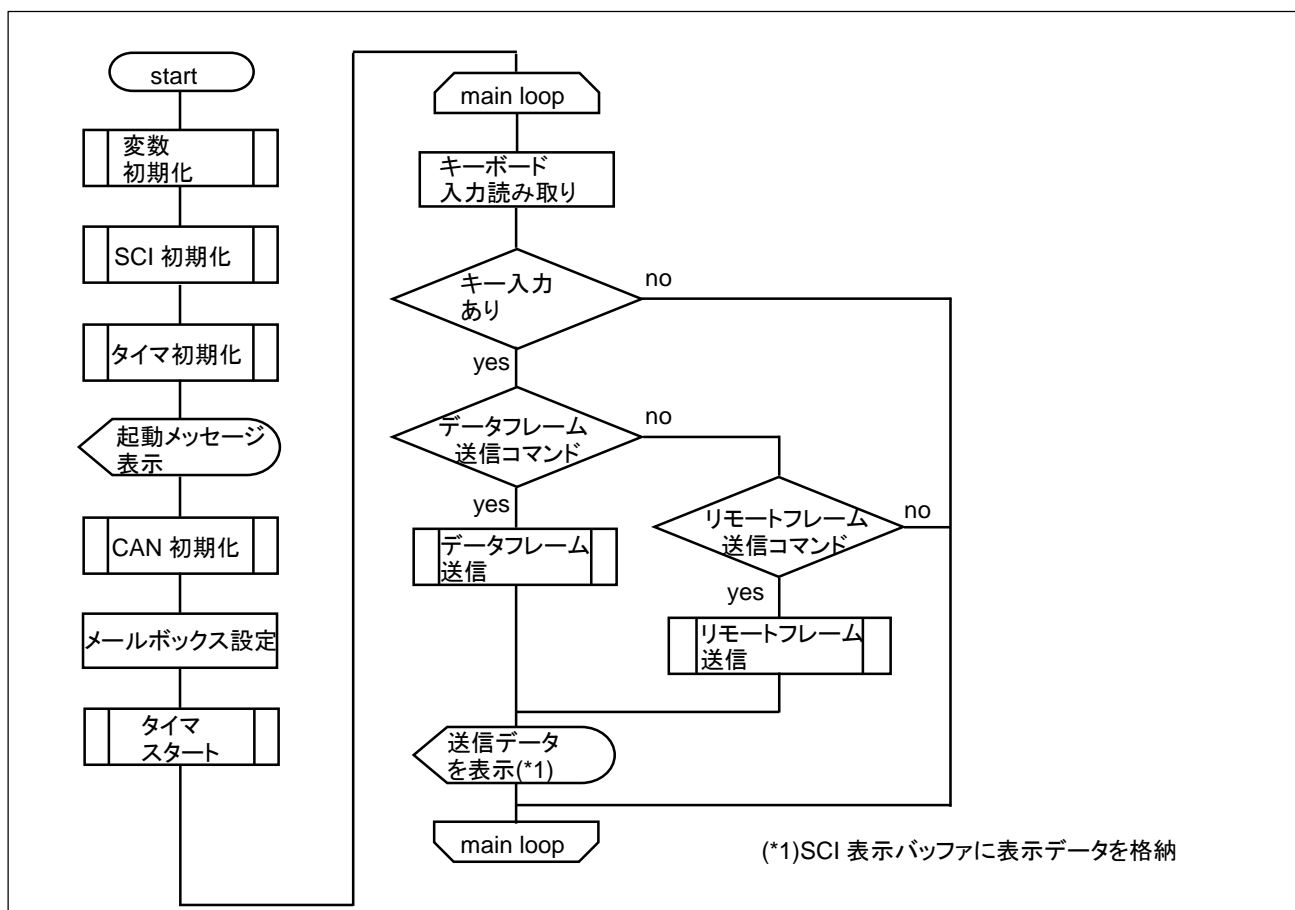 start
変数
初期化
SCI 初期化
タイマ初期化
起動メッセージ
表示
CAN 初期化
メールボックス設定
タイマ
スタート
main loop
キーボード
入力読み取り
キー入力
あり
no
yes
データフレーム
送信コマンド
no
yes
データフレーム
送信
リモートフレーム
送信コマンド
no
yes
リモートフレーム
送信
送信データ
を表示(*1)
main loop
(*1)SCI 表示バッファに表示データを格納